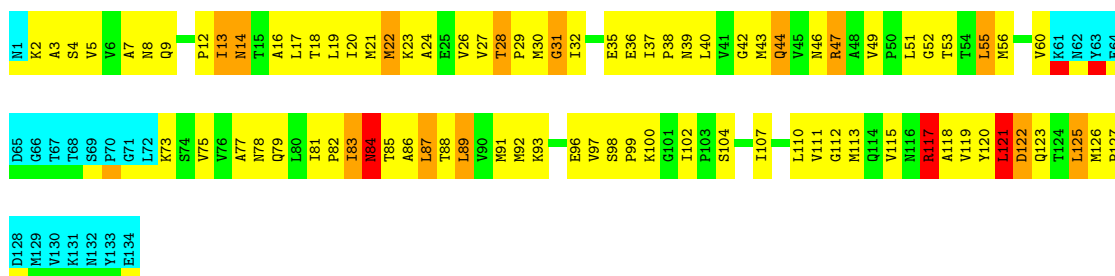 N1 K2 A3 S4 V5 V6 A7 N8 Q9 P12 I13 N14 T15 A16 L17 T18 L19 I20 M21 M22 K23 A24 E25 V26 V27 T28 P29 M30 G31 I32 E35 E36 I37 P38 N39 L40 V41 G42 M43 Q44 V45 N46 R47 A48 V49 P50 L51 G52 T53 T54 L55 M56 V60 K61 N62 Y63
D65 G66 T67 T68 S69 P70 G71 L72 K73 S74 V75 V76 A77 N78 Q79 L80 I81 P82 I83 N84 T85 A86 L87 T88 L89 V90 M91 M92 K93 E96 V97 S98 P99 K100 G101 I102 P103 S104 I107 L110 V111 G112 M113 Q114 V115 N116 R117 A118 V119 Y120 L121 D122 Q123 T124 L125 M126
D128 M129 V130 K131 N132 Y133 E134